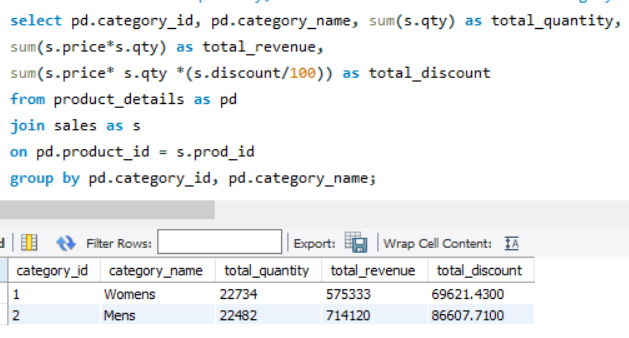 select pd.category_id, pd.category_name, sum(s.qty) as total_quantity,
sum(s.price*s.qty) as total_revenue,
sum(s.price* s.qty *(s.discount/100)) as total_discount
from product_details as pd
join sales as s
on pd.product_id = s.prod_id
group by pd.category_id, pd.category_name;
Filter Rows: Export: Wrap Cell Content: IA
category_id category_name total_quantity total_revenue total_discount
1 Womens 22734 575333 69621.4300
2 Mens 22482 714120 86607.7100